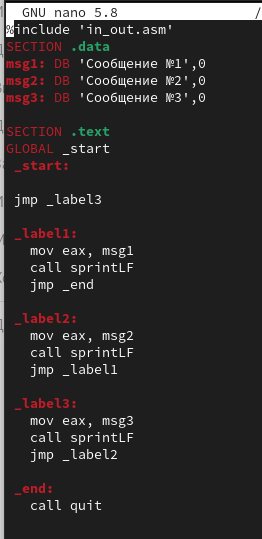 GNU nano 5.8 /
%include 'in_out.asm'
SECTION .data
msg1: DB 'Сообщение №1',0
msg2: DB 'Сообщение №2',0
msg3: DB 'Сообщение №3',0
SECTION .text
GLOBAL _start
_start:
jmp _label3
_label1:
mov eax, msg1
call sprintLF
jmp _end
_label2:
mov eax, msg2
call sprintLF
jmp _label1
_label3:
mov eax, msg3
call sprintLF
jmp _label2
_end:
call quit